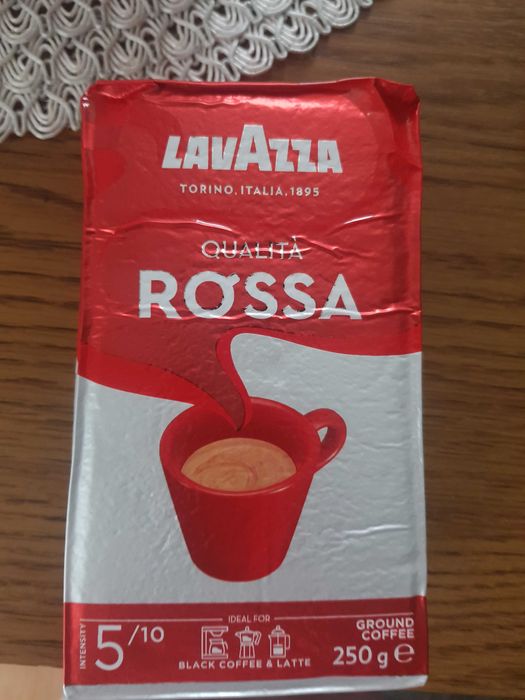 LAVAZZA
TORINO, ITALIA, 1895
QUALITÀ
ROSSA
INTENSITY
5/10
IDEAL FOR
BLACK COFFEE & LATTE
GROUND
COFFEE
250 g ℮